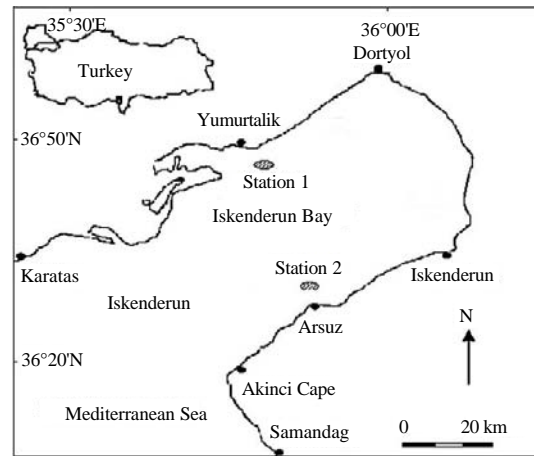 35°30'E
36°00'E
Dortyol
Turkey
Yumurtalik
36°50'N
Station 1
Iskenderun Bay
Station 2
Karatas
Iskenderun
Iskenderun
Arsuz
N
36°20'N
Akinci Cape
Mediterranean Sea
0 20 km
Samandag